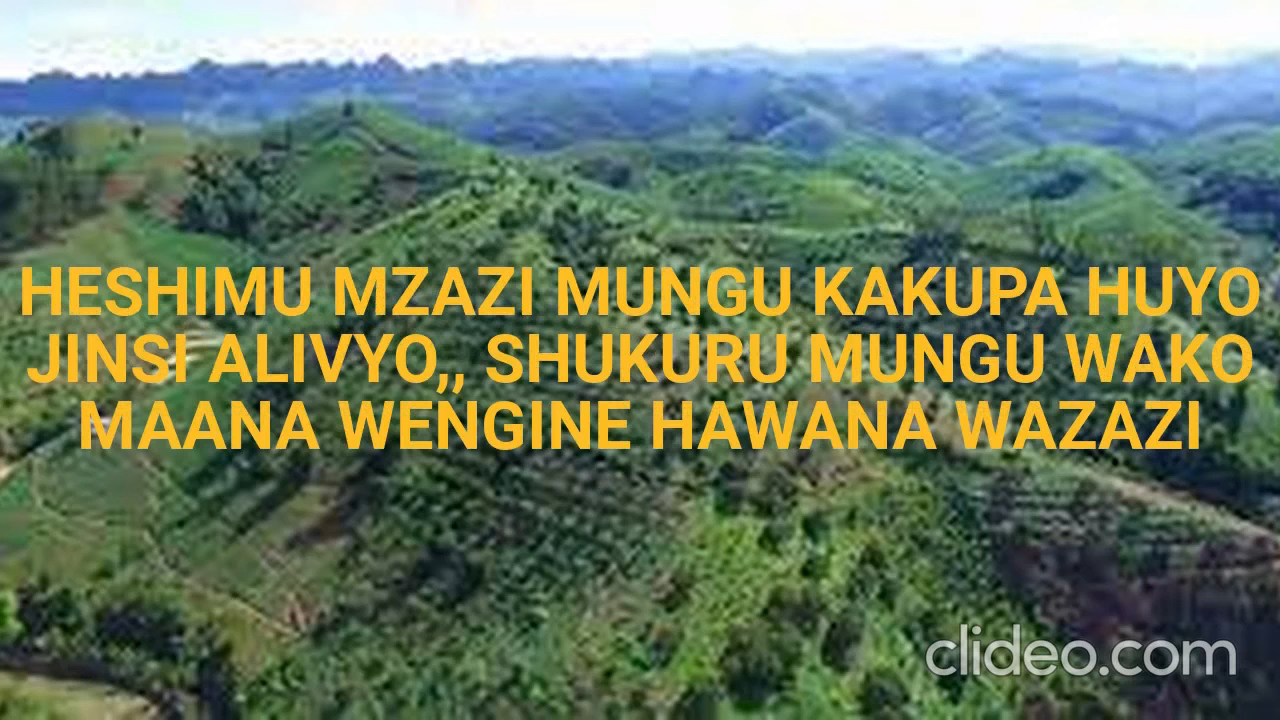 HESHIMU MZAZI MUNGU KAKUPA HUYO
JINSI ALIVYO,, SHUKURU MUNGU WAKO
MAANA WENGINE HAWANA WAZAZI
clideo.com